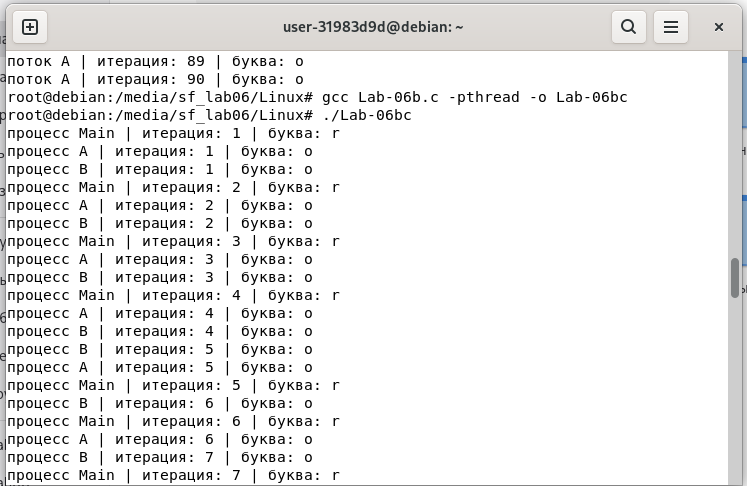 user-31983d9d@debian: ~
поток A | итерация: 89 | буква: o
поток A | итерация: 90 | буква: o
root@debian:/media/sf_lab06/Linux# gcc Lab-06b.c -pthread -o Lab-06bc
root@debian:/media/sf_lab06/Linux# ./Lab-06bc
процесс Main | итерация: 1 | буква: r
процесс A | итерация: 1 | буква: o
процесс B | итерация: 1 | буква: o
процесс Main | итерация: 2 | буква: r
процесс A | итерация: 2 | буква: o
процесс B | итерация: 2 | буква: o
процесс Main | итерация: 3 | буква: r
процесс A | итерация: 3 | буква: o
процесс B | итерация: 3 | буква: o
процесс Main | итерация: 4 | буква: r
процесс A | итерация: 4 | буква: o
процесс B | итерация: 4 | буква: o
процесс B | итерация: 5 | буква: o
процесс A | итерация: 5 | буква: o
процесс Main | итерация: 5 | буква: r
процесс B | итерация: 6 | буква: o
процесс Main | итерация: 6 | буква: r
процесс A | итерация: 6 | буква: o
процесс B | итерация: 7 | буква: o
процесс Main | итерация: 7 | буква: r